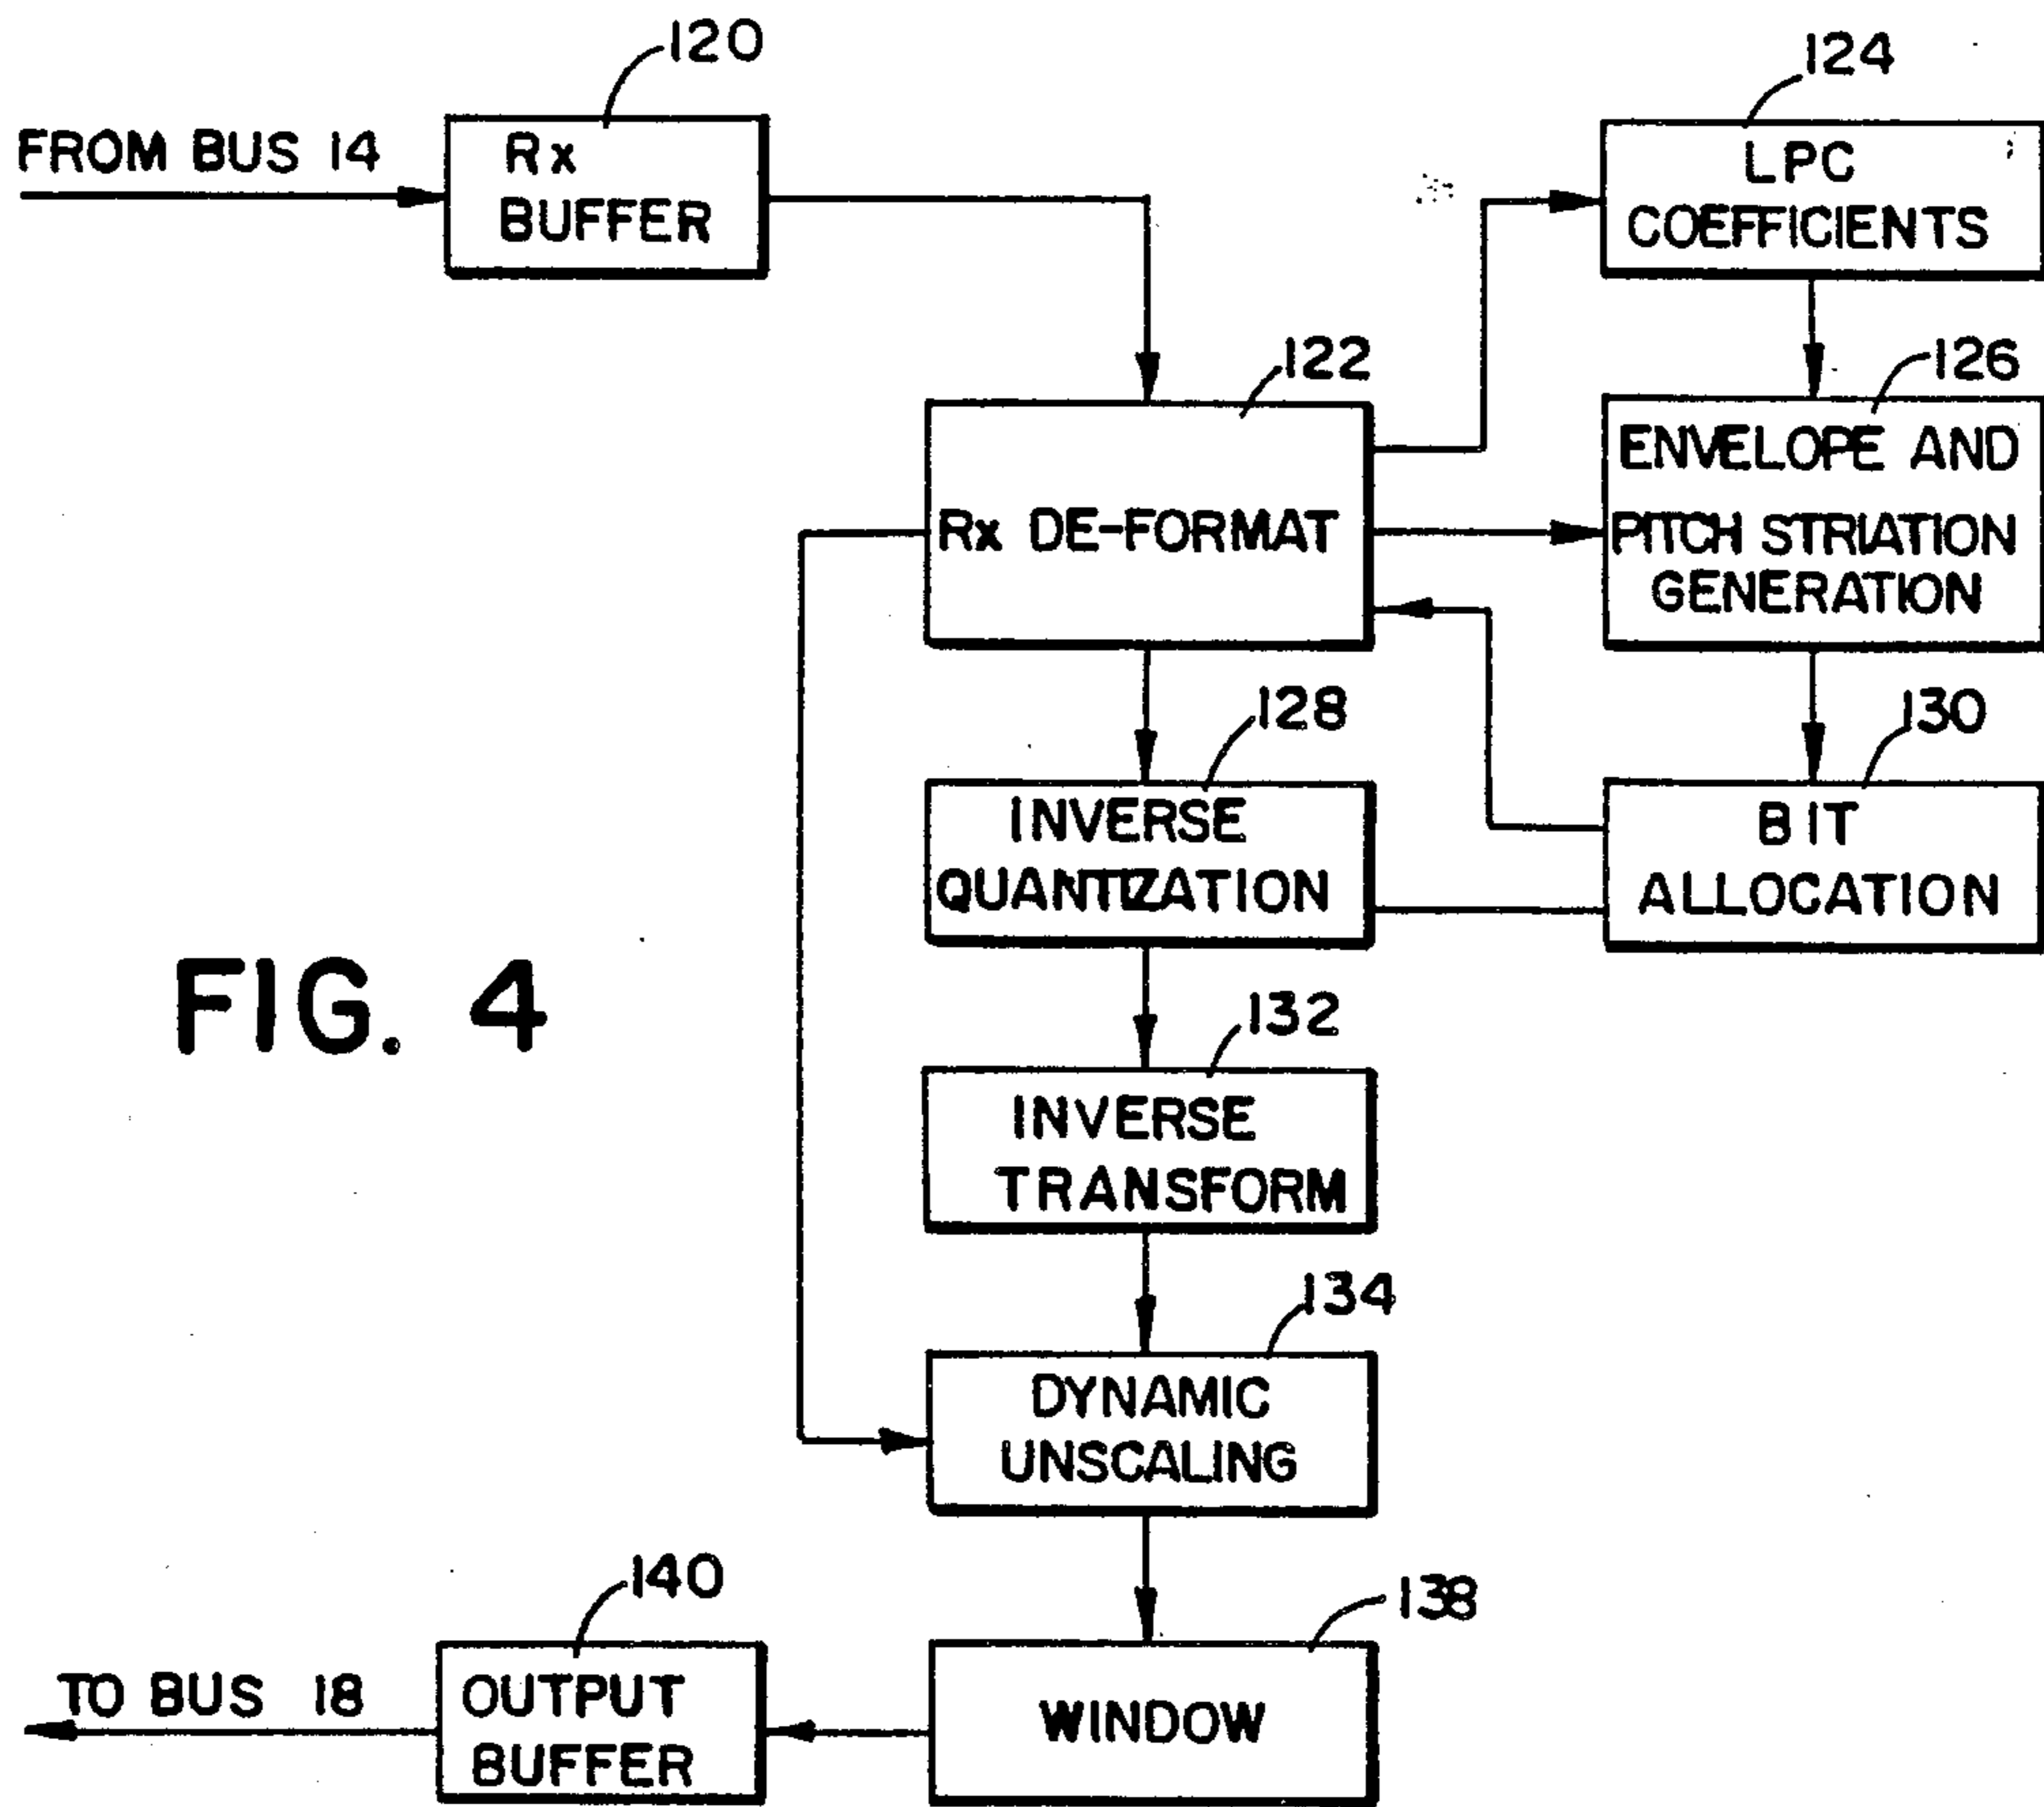 120
124
FROM BUS 14
Rx
BUFFER
LPC
COEFFICIENTS
122
126
Rx DE-FORMAT
ENVELOPE AND
PITCH STRIATION
GENERATION
128
130
INVERSE
QUANTIZATION
BIT
ALLOCATION
FIG. 4
132
INVERSE
TRANSFORM
134
DYNAMIC
UNSCALING
140
138
TO BUS 18
OUTPUT
BUFFER
WINDOW